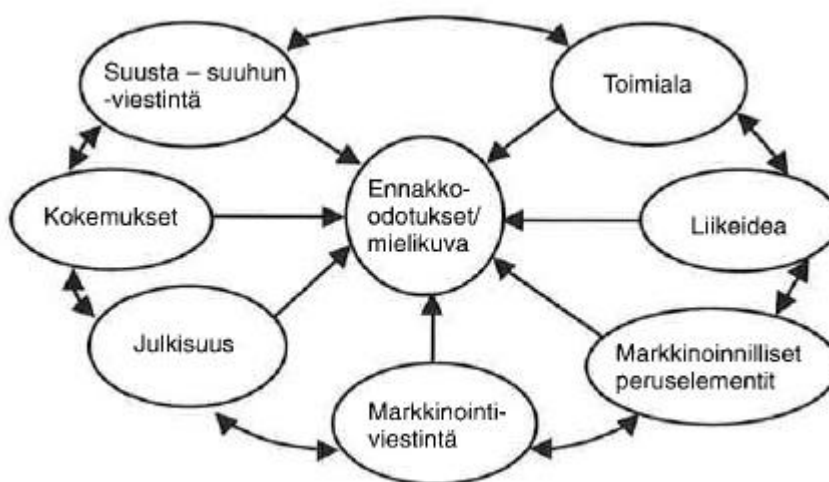 Suusta – suuhun
-viestintä
Toimiala
Ennakko-
odotukset/
mielikuva
Kokemukset
Liikeidea
Julkisuus
Markkinoinnilliset
peruselementit
Markkinointi-
viestintä